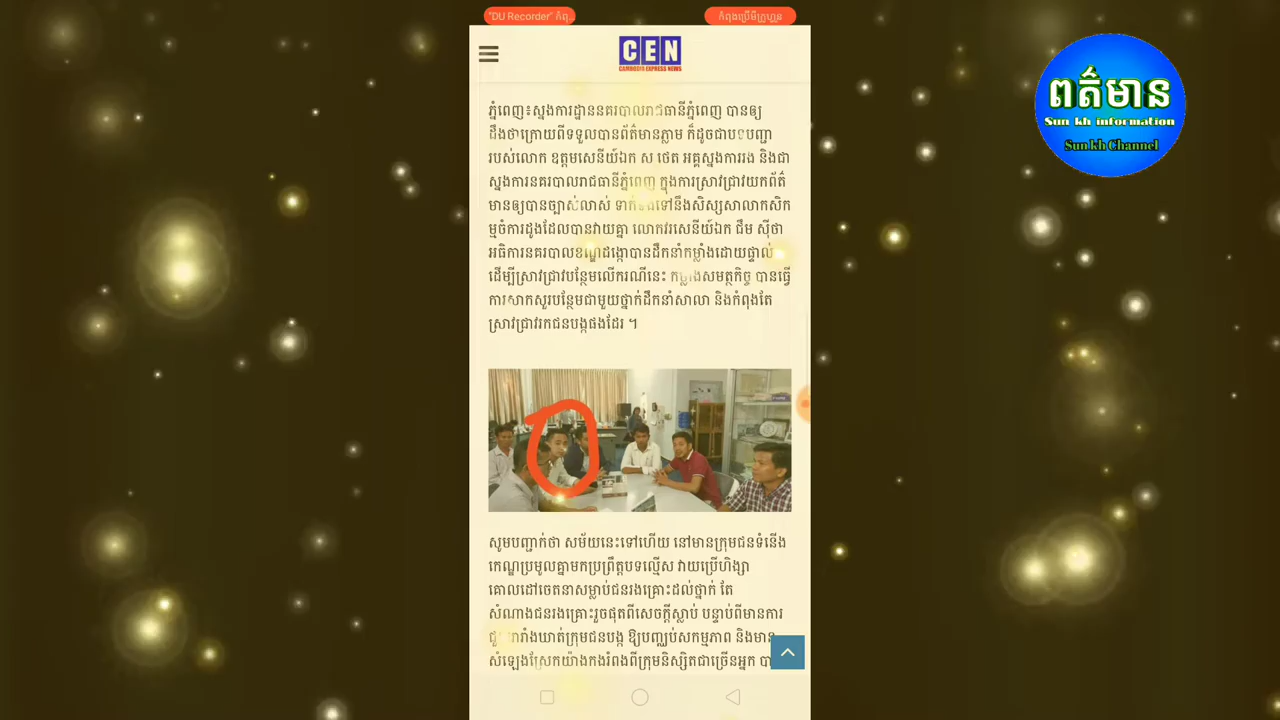 "DU Recorder" កំពុ...
កំពុងប្រើមីក្រូហ្វូន
CEN
CAMBODIA EXPRESS NEWS
ព័ត៌មាន
Sun kh information
Sun kh Channel
ភ្នំពេញ៖ស្នងការដ្ឋាននគរបាលរាជធានីភ្នំពេញ បានឲ្យ
ដឹងថាក្រោយពីទទួលបានព័ត៌មានភ្លាម ក៏ដូចជាបទបញ្ជា
របស់លោក ឧត្តមសេនីយ៍ឯក ស ថេត អគ្គស្នងការរង និងជា
ស្នងការនគរបាលរាជធានីភ្នំពេញ ក្នុងការស្រាវជ្រាវយកព័ត៌
មានឲ្យបានច្បាស់លាស់ ទាក់ទងទៅនឹងសិស្សសាលាកសិក
ម្មចំការដូងដែលបានវាយគ្នា លោកវរសេនីយ៍ឯក ជឹម ស៊ីថា
អធិការនគរបាលខណ្ឌដង្កោបានដឹកនាំកម្លាំងដោយផ្ទាល់
ដើម្បីស្រាវជ្រាវបន្ថែមលើករណីនេះ កម្លាំងសមត្ថកិច្ច បានធ្វើ
ការសាកសួរបន្ថែមជាមួយថ្នាក់ដឹកនាំសាលា និងកំពុងតែ
ស្រាវជ្រាវរកជនបង្កផងដែរ ។
សូមបញ្ជាក់ថា សម័យនេះទៅហើយ នៅមានក្រុមជនទំនើង
កេណ្ឌប្រមូលគ្នាមកប្រព្រឹត្តបទល្មើស វាយប្រើហិង្សា
គោលដៅចេតនាសម្លាប់ជនរងគ្រោះដល់ថ្នាក់ តែ
សំណាងជនរងគ្រោះរួចផុតពីសេចក្តីស្លាប់ បន្ទាប់ពីមានការ
រារាំងឃាត់ក្រុមជនបង្ក ឱ្យបញ្ឈប់សកម្មភាព និងមាន
សំឡេងស្រែកយ៉ាងកងរំពងពីក្រុមនិស្សិតជាច្រើនអ្នក